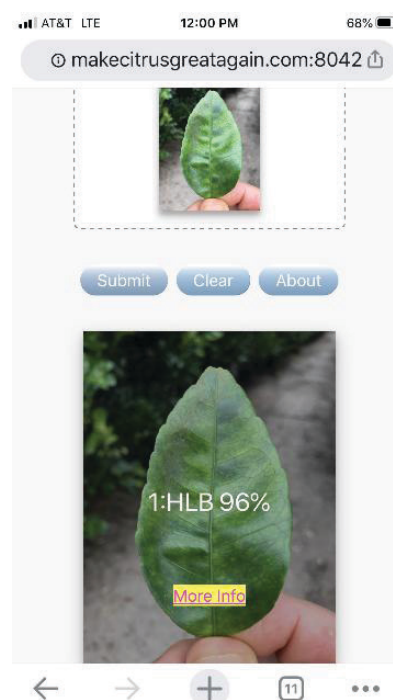 AT&T LTE 12:00 PM 68%
makecitrusgreatagain.com:8042
Submit Clear About
1:HLB 96%
More Info
11